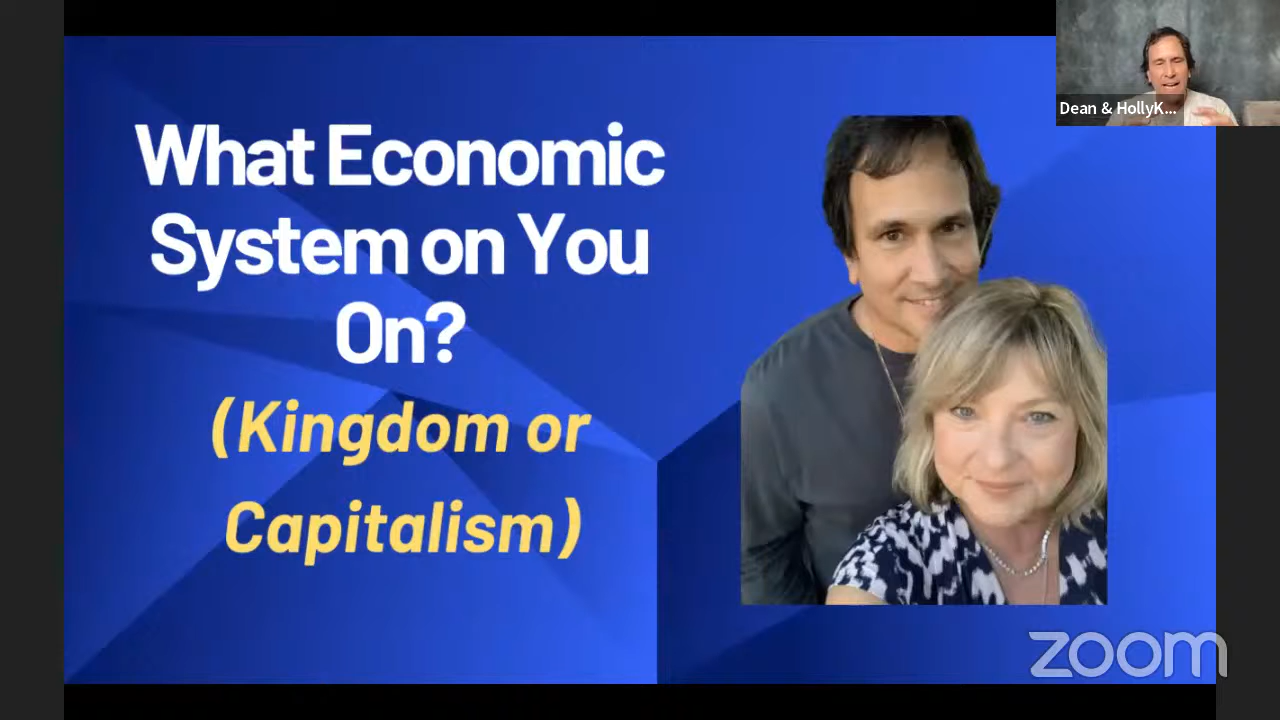 Dean & HollyK...
What Economic
System on You
On?
(Kingdom or
Capitalism)
zoom